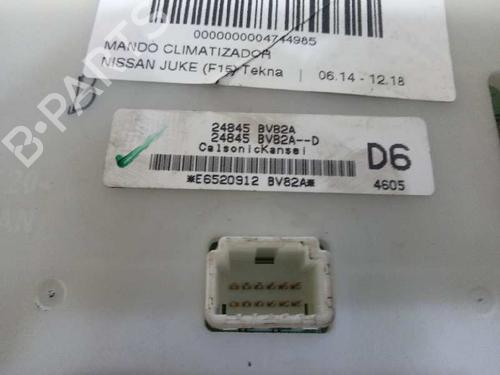 0000000004744985
MANDO CLIMATIZADOR
NISSAN JUKE (F15) Tekna | 06.14 - 12.18
B-PARTS
24845 BV82A
24845 BV82A--D
CalsonicKansei
D6
*E6520912 BV82A*
4605